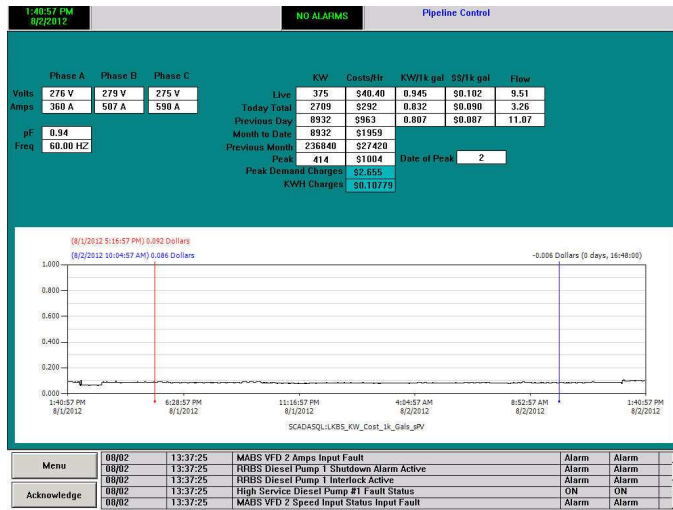 1:40:57 PM
8/2/2012
NO ALARMS
Pipeline Control
Phase A Phase B Phase C
Volts 276 V 279 V 275 V
Amps 360 A 507 A 590 A
pF 0.94
Freq 60.00 HZ
KW Costs/Hr KW/1k gal $$/1k gal Flow
Live 375 $40.40 0.945 $0.102 9.51
Today Total 2709 $292 0.832 $0.090 3.26
Previous Day 8932 $963 0.807 $0.087 11.07
Month to Date 8932 $1959
Previous Month 236840 $27420
Peak 414 $1004 Date of Peak 2
Peak Demand Charges $2.655
KWH Charges $0.10779
(8/1/2012 5:16:57 PM) 0.092 Dollars
(8/2/2012 10:04:57 AM) 0.086 Dollars -0.006 Dollars (0 days, 16:48:00)
1.000
0.800
0.600
0.400
0.200
0.000
1:40:57 PM 6:28:57 PM 11:16:57 PM 4:04:57 AM 8:52:57 AM 1:40:57 PM
8/1/2012 8/1/2012 8/1/2012 8/2/2012 8/2/2012 8/2/2012
SCADASQL:LKBS_KW_Cost_1k_Gals_sPV
Menu
Acknowledge
08/02 13:37:25 MABS VFD 2 Amps Input Fault Alarm Alarm
08/02 13:37:25 RRBS Diesel Pump 1 Shutdown Alarm Active Alarm Alarm
08/02 13:37:25 RRBS Diesel Pump 1 Interlock Active Alarm Alarm
08/02 13:37:25 High Service Diesel Pump #1 Fault Status ON ON
08/02 13:37:25 MABS VFD 2 Speed Input Status Input Fault Alarm Alarm